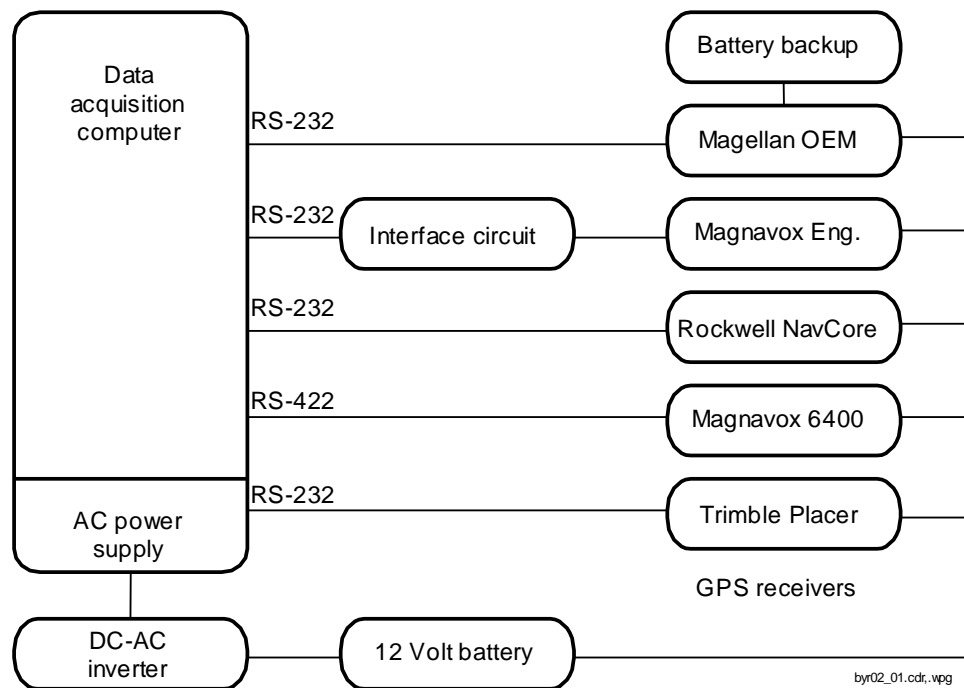 Data
acquisition
computer
Battery backup
RS-232
Magellan OEM
RS-232
Interface circuit
Magnavox Eng.
RS-232
Rockwell NavCore
RS-422
Magnavox 6400
RS-232
Trimble Placer
AC power
supply
GPS receivers
DC-AC
inverter
12 Volt battery
byr02_01.cdr,.wpg